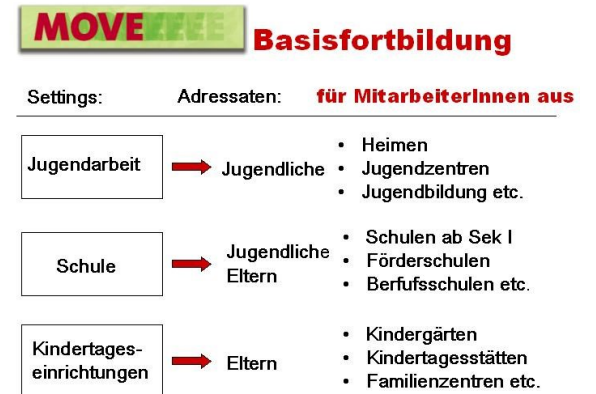 MOVE
Basisfortbildung
Settings: Adressaten: für MitarbeiterInnen aus
Jugendarbeit
Jugendliche
• Heimen
• Jugendzentren
• Jugendbildung etc.
Schule
Jugendliche
Eltern
• Schulen ab Sek I
• Förderschulen
• Berfufsschulen etc.
Kindertages-
einrichtungen
Eltern
• Kindergärten
• Kindertagesstätten
• Familienzentren etc.